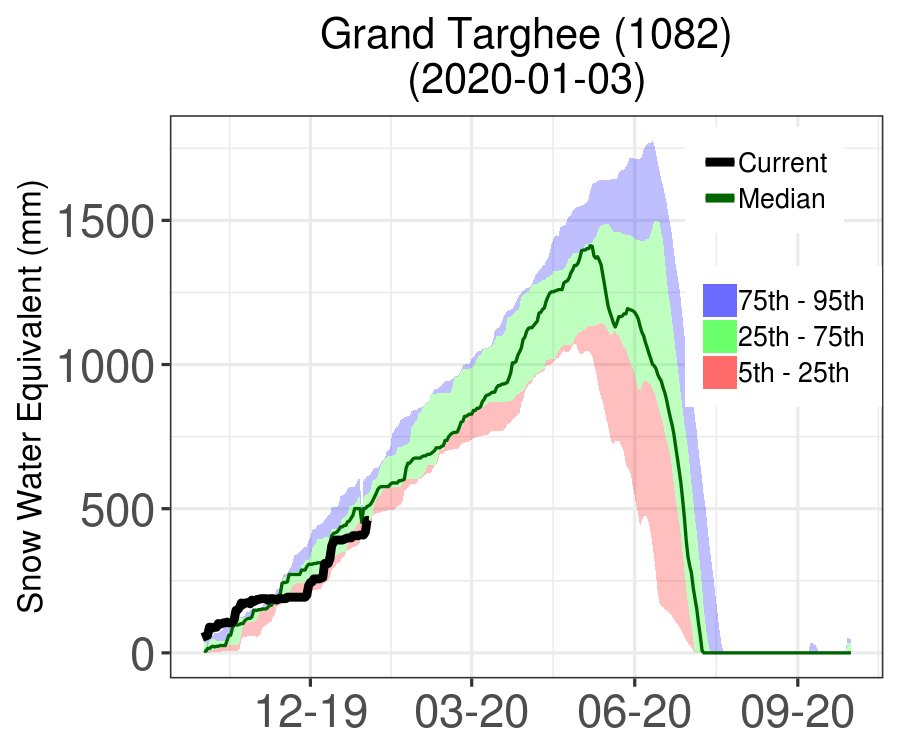 Grand Targhee (1082)
(2020-01-03)
Snow Water Equivalent (mm)
1500
1000
500
0
12-19 03-20 06-20 09-20
Current
Median
75th - 95th
25th - 75th
5th - 25th